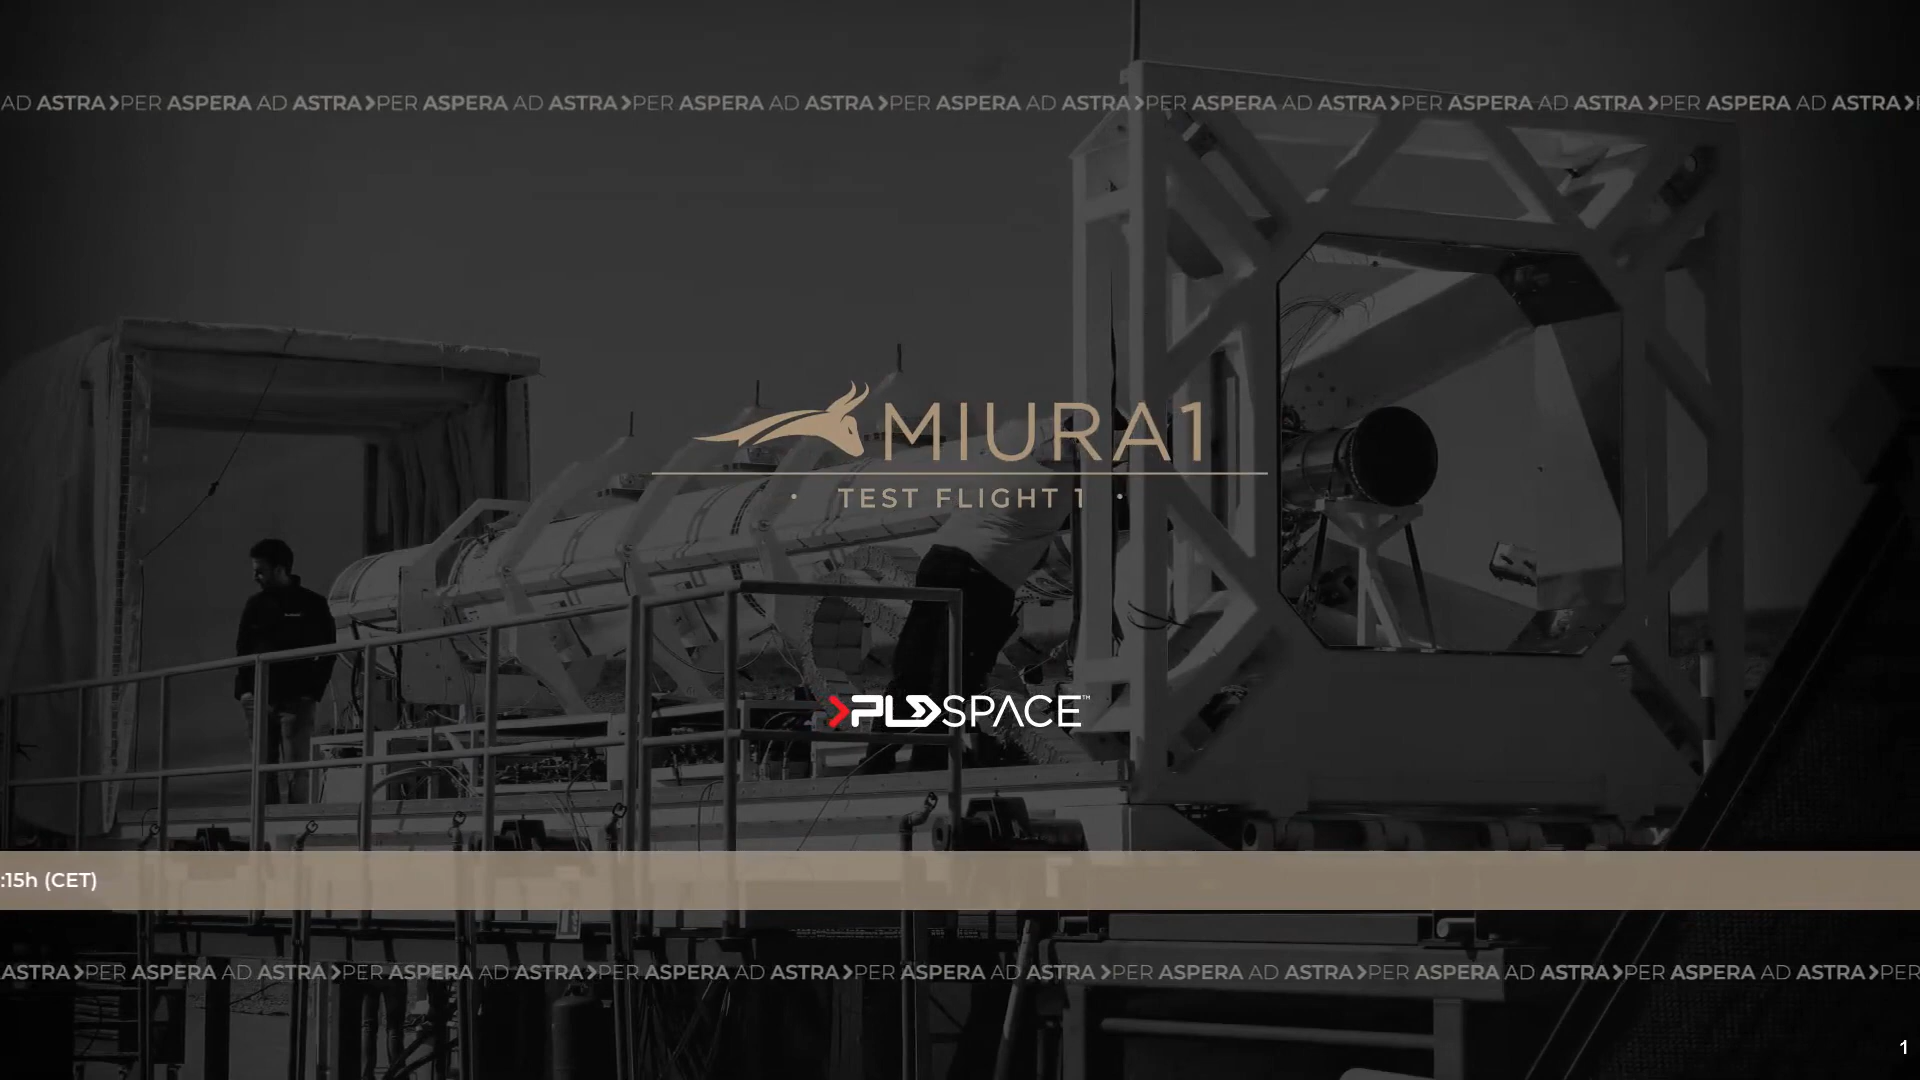 AD ASTRA>PER ASPERA AD ASTRA>PER ASPERA AD ASTRA>PER ASPERA AD ASTRA>PER ASPERA AD ASTRA>PER ASPERA AD ASTRA>PER ASPERA AD ASTRA>PER ASPERA AD ASTRA>
MIURA1
· TEST FLIGHT 1 ·
>PLD SPACE™
:15h (CET)
ASTRA>PER ASPERA AD ASTRA>PER ASPERA AD ASTRA>PER ASPERA AD ASTRA>PER ASPERA AD ASTRA>PER ASPERA AD ASTRA>PER ASPERA AD ASTRA>PER ASPERA AD ASTRA>PER
1